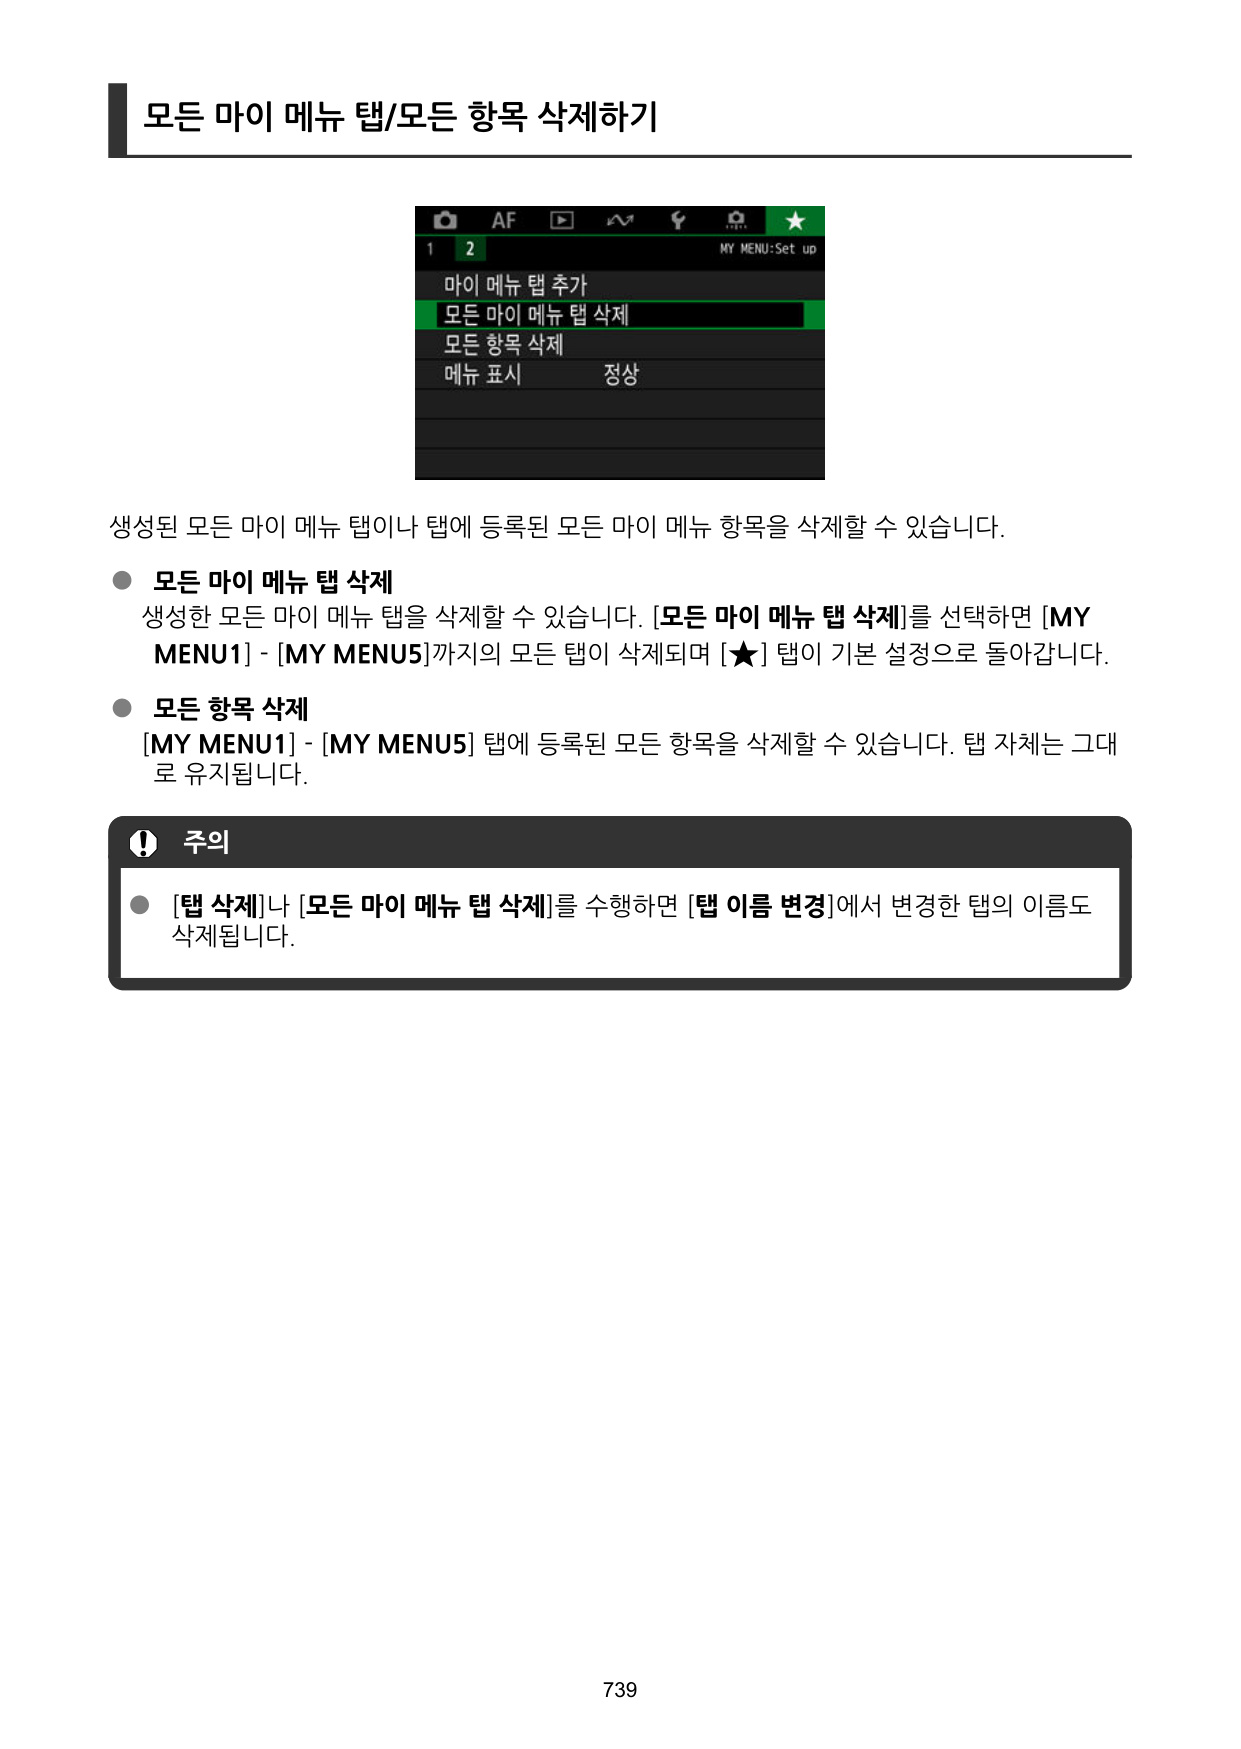 모든 마이 메뉴 탭/모든 항목 삭제하기
AF
1 2 MY MENU:Set up
마이 메뉴 탭 추가
모든 마이 메뉴 탭 삭제
모든 항목 삭제
메뉴 표시 정상
생성된 모든 마이 메뉴 탭이나 탭에 등록된 모든 마이 메뉴 항목을 삭제할 수 있습니다.
● 모든 마이 메뉴 탭 삭제
생성한 모든 마이 메뉴 탭을 삭제할 수 있습니다. [모든 마이 메뉴 탭 삭제]를 선택하면 [MY
MENU1] - [MY MENU5]까지의 모든 탭이 삭제되며 [★] 탭이 기본 설정으로 돌아갑니다.
● 모든 항목 삭제
[MY MENU1] - [MY MENU5] 탭에 등록된 모든 항목을 삭제할 수 있습니다. 탭 자체는 그대
로 유지됩니다.
주의
● [탭 삭제]나 [모든 마이 메뉴 탭 삭제]를 수행하면 [탭 이름 변경]에서 변경한 탭의 이름도
삭제됩니다.
739